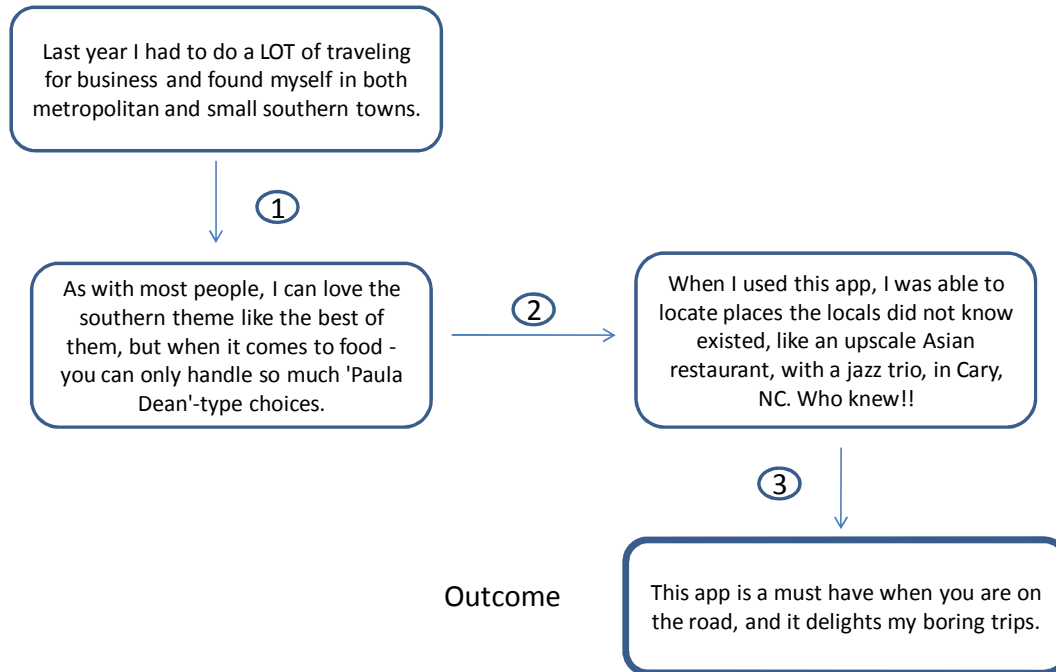 Last year I had to do a LOT of traveling
for business and found myself in both
metropolitan and small southern towns.
1
As with most people, I can love the
southern theme like the best of
them, but when it comes to food -
you can only handle so much 'Paula
Dean'-type choices.
2
When I used this app, I was able to
locate places the locals did not know
existed, like an upscale Asian
restaurant, with a jazz trio, in Cary,
NC. Who knew!!
3
Outcome
This app is a must have when you are on
the road, and it delights my boring trips.